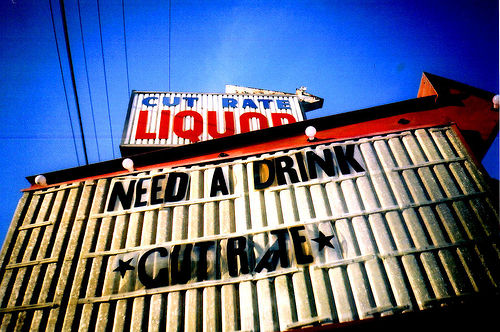 CUT RATE
LIQUOR
NEED A DRINK
★CUT RATE★